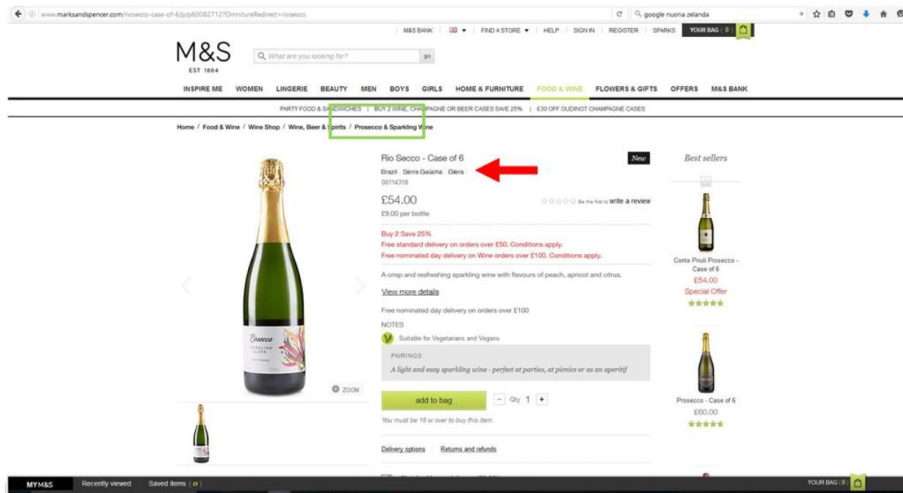 www.marksandspencer.com/riosecco-case-of-6/p/p60082712?OmnitureRedirect=riosecco
google nuona zelanda
M&S BANK FIND A STORE HELP SIGN IN REGISTER SPARKS YOUR BAG ( 0 )
M&S
EST 1884
What are you looking for? go
INSPIRE ME WOMEN LINGERIE BEAUTY MEN BOYS GIRLS HOME & FURNITURE FOOD & WINE FLOWERS & GIFTS OFFERS M&S BANK
PARTY FOOD & SANDWICHES | BUY 2 WINE, CHAMPAGNE OR BEER CASES SAVE 25% | £30 OFF OUDINOT CHAMPAGNE CASES
Home / Food & Wine / Wine Shop / Wine, Beer & Spirits / Prosecco & Sparkling Wine
Rio Secco - Case of 6
New
Brazil Serra Gaúcha Glera
00114318
£54.00
Be the first to write a review
£9.00 per bottle
Buy 2 Save 25%
Free standard delivery on orders over £50. Conditions apply.
Free nominated day delivery on Wine orders over £100. Conditions apply.
A crisp and restfreshing sparkling wine with flavours of peach, apricot and citrus.
View more details
Free nominated day delivery on orders over £100
NOTES
Suitable for Vegetarians and Vegans
PAIRINGS
A light and easy sparkling wine - perfect at parties, at picnics or as an aperitif
add to bag
Qty 1 +
You must be 18 or over to buy this item.
Delivery options Returns and refunds
Riosecco
SPARKLING
ZOOM
Best sellers
Conte Priuli Prosecco -
Case of 6
£54.00
Special Offer
Prosecco - Case of 6
£60.00
MY M&S Recently viewed Saved items ( 0 )
YOUR BAG ( 0 )